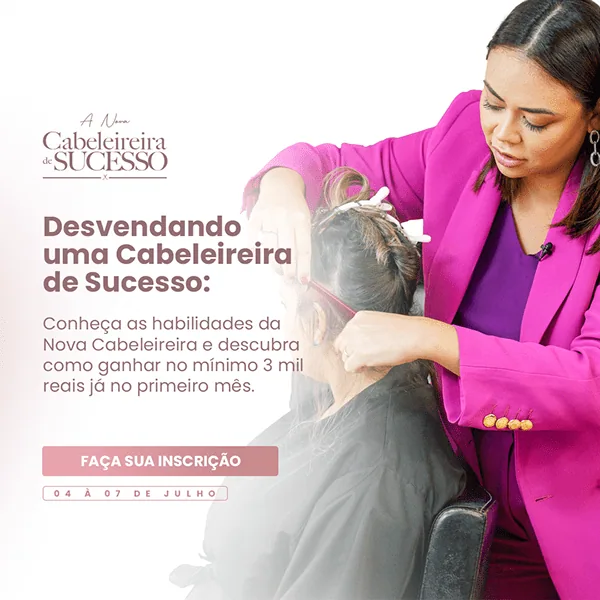 A Nova
Cabeleireira
de SUCESSO
Desvendando
uma Cabeleireira
de Sucesso:
Conheça as habilidades da
Nova Cabeleireira e descubra
como ganhar no mínimo 3 mil
reais já no primeiro mês.
FAÇA SUA INSCRIÇÃO
04 À 07 DE JULHO